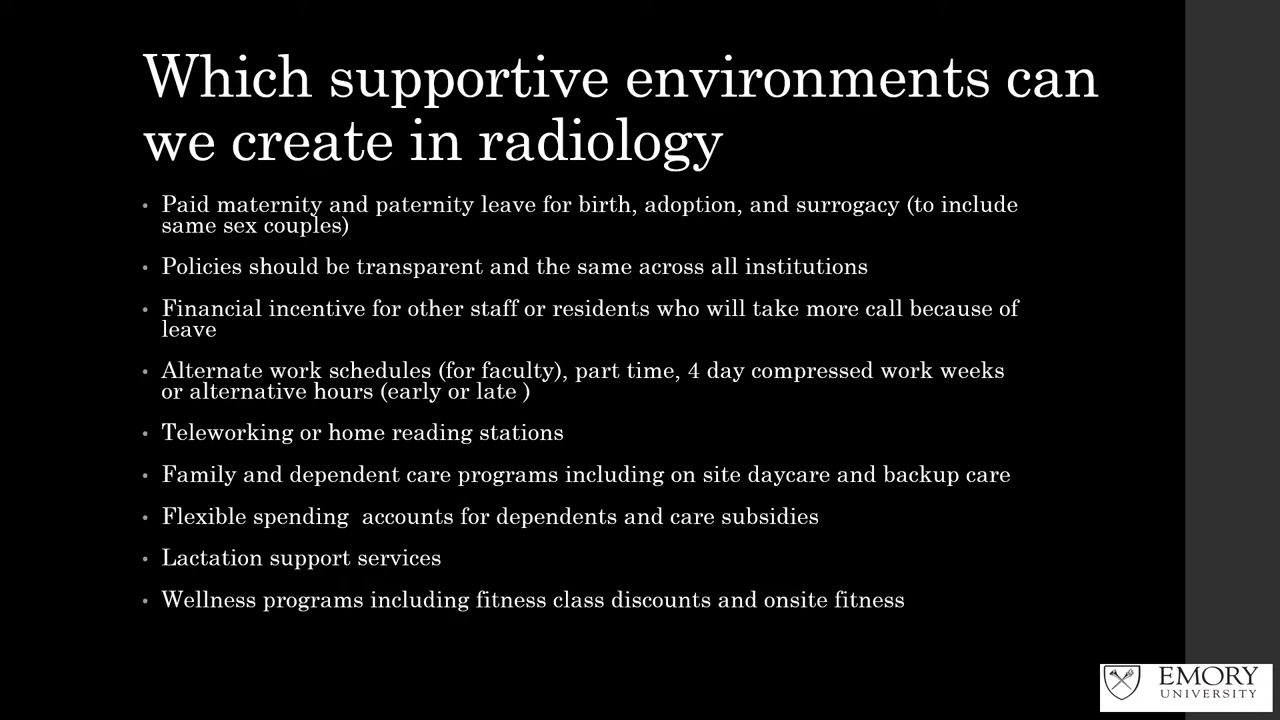 Which supportive environments can
we create in radiology
• Paid maternity and paternity leave for birth, adoption, and surrogacy (to include
same sex couples)
• Policies should be transparent and the same across all institutions
• Financial incentive for other staff or residents who will take more call because of
leave
• Alternate work schedules (for faculty), part time, 4 day compressed work weeks
or alternative hours (early or late )
• Teleworking or home reading stations
• Family and dependent care programs including on site daycare and backup care
• Flexible spending  accounts for dependents and care subsidies
• Lactation support services
• Wellness programs including fitness class discounts and onsite fitness
EMORY
UNIVERSITY